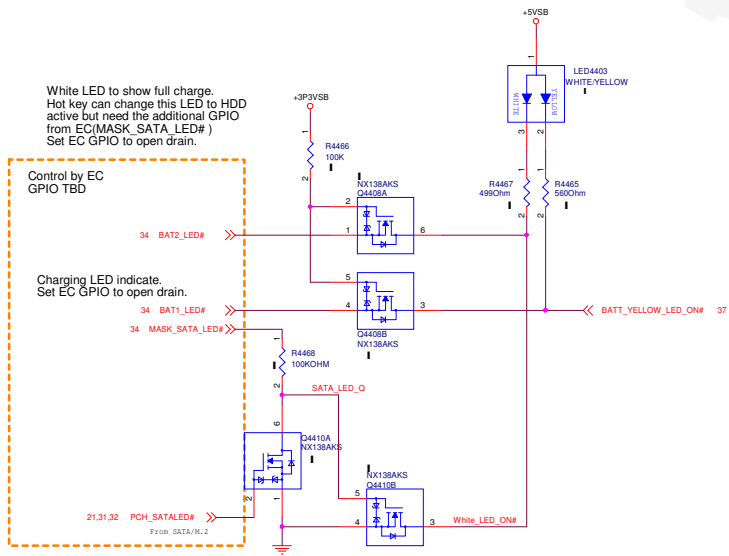 +5VSB
1
LED4403
WHITE/YELLOW
WHITE
YELLOW
3
2
White LED to show full charge.
Hot key can change this LED to HDD
active but need the additional GPIO
from EC(MASK_SATA_LED# )
Set EC GPIO to open drain.
+3P3VSB
1
R4466
100K
2
Control by EC
GPIO TBD
NX138AKS
Q4408A
1
R4467
499Ohm
2
1
R4465
560Ohm
2
2
34 BAT2_LED#
1
6
Charging LED indicate.
Set EC GPIO to open drain.
5
34 BAT1_LED#
4
3
BATT_YELLOW_LED_ON# 37
34 MASK_SATA_LED#
Q4408B
NX138AKS
1
R4468
100KOHM
2
SATA_LED_Q
6
Q4410A
NX138AKS
NX138AKS
Q4410B
2
1
5
21,31,32 PCH_SATALED#
From SATA/M.2
4
3
White_LED_ON#